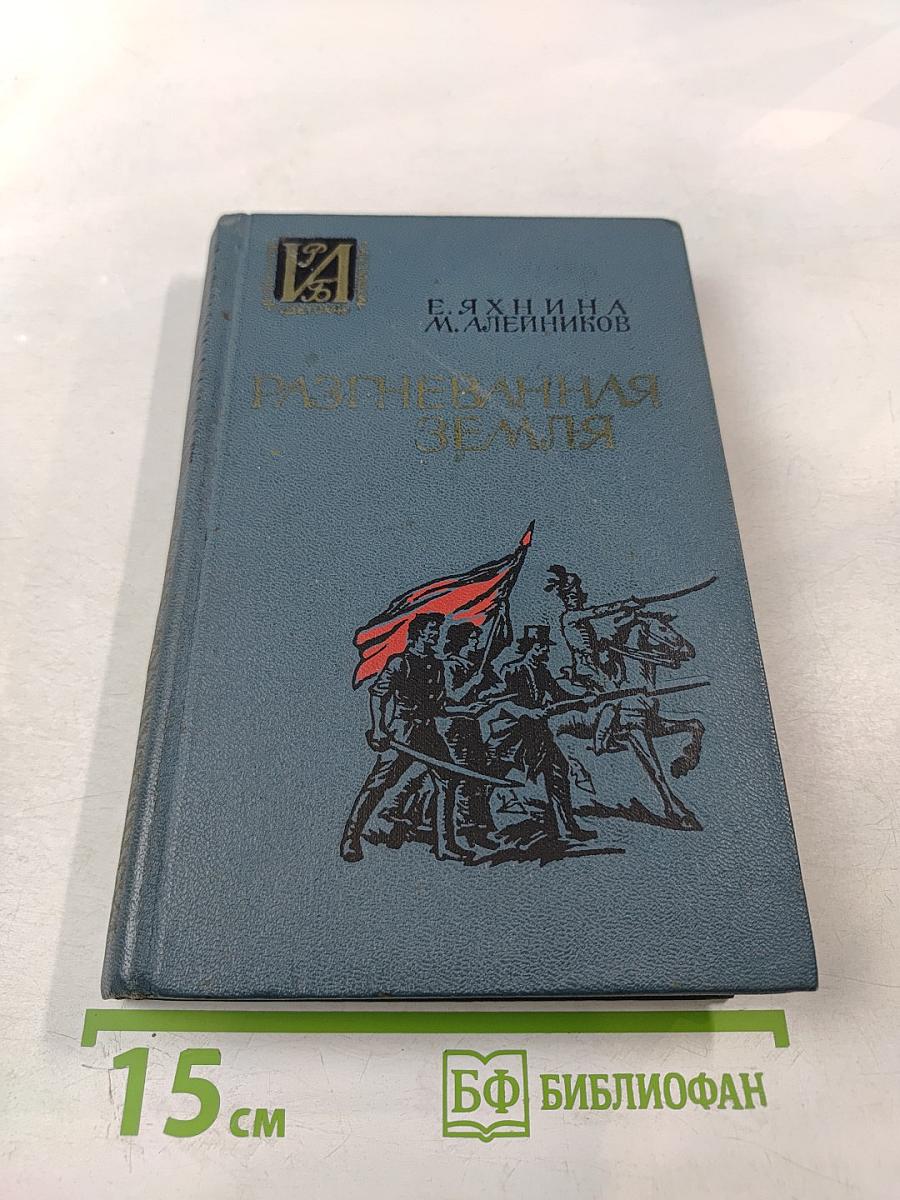 Е. ЯХНИНА
М. АЛЕЙНИКОВ
РАЗГНЕВАННАЯ
ЗЕМЛЯ
15 см
БФ БИБЛИОФАН